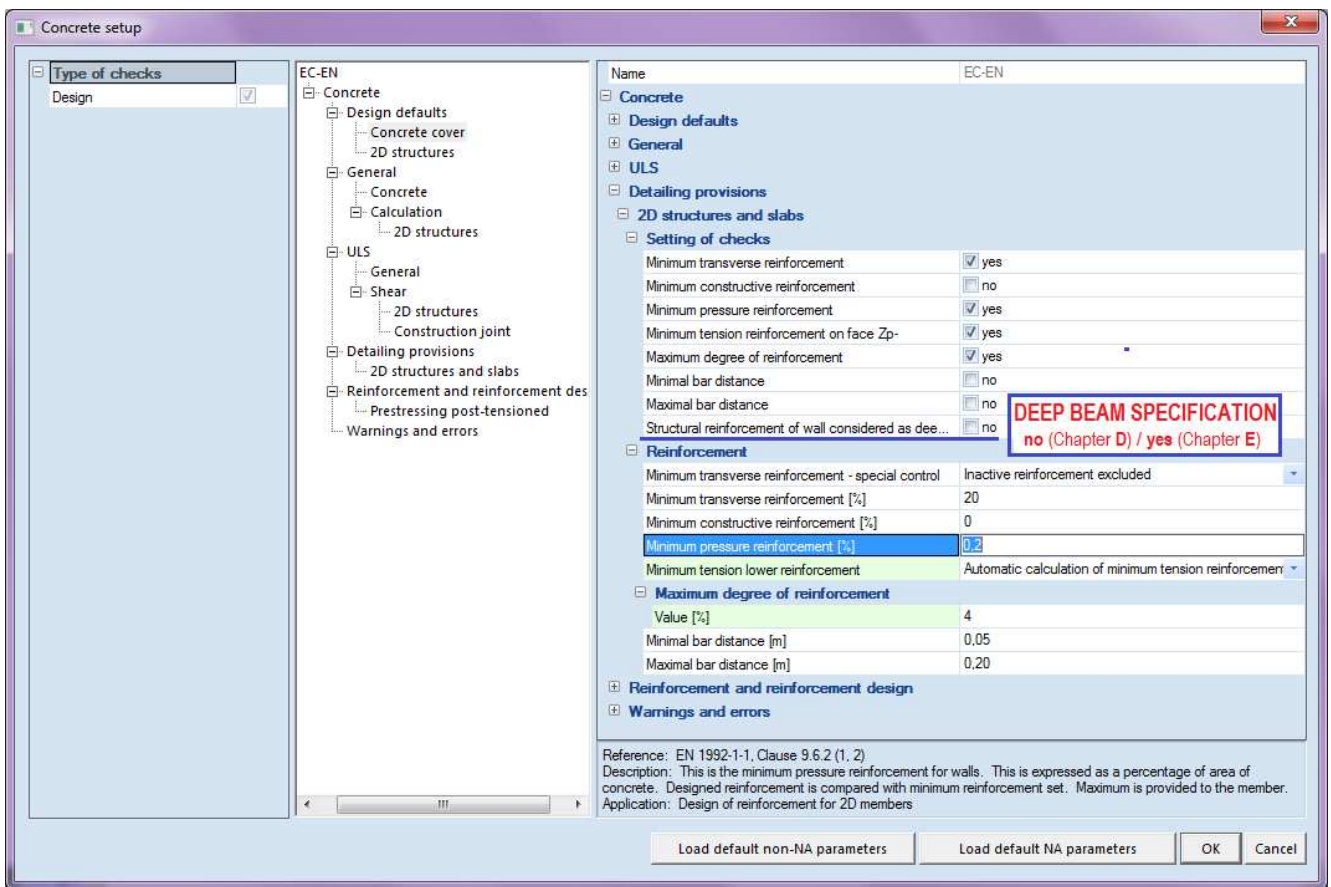 Concrete setup
Type of checks
Design
EC-EN
Concrete
Design defaults
Concrete cover
2D structures
General
Concrete
Calculation
2D structures
ULS
General
Shear
2D structures
Construction joint
Detailing provisions
2D structures and slabs
Reinforcement and reinforcement des
Prestressing post-tensioned
Warnings and errors
Name EC-EN
Concrete
Design defaults
General
ULS
Detailing provisions
2D structures and slabs
Setting of checks
Minimum transverse reinforcement yes
Minimum constructive reinforcement no
Minimum pressure reinforcement yes
Minimum tension reinforcement on face Zp- yes
Maximum degree of reinforcement yes
Minimal bar distance no
Maximal bar distance no
Structural reinforcement of wall considered as dee... no
DEEP BEAM SPECIFICATION
no (Chapter D) / yes (Chapter E)
Reinforcement
Minimum transverse reinforcement - special control Inactive reinforcement excluded
Minimum transverse reinforcement [%] 20
Minimum constructive reinforcement [%] 0
Minimum pressure reinforcement [%] 0,2
Minimum tension lower reinforcement Automatic calculation of minimum tension reinforcemen
Maximum degree of reinforcement
Value [%] 4
Minimal bar distance [m] 0,05
Maximal bar distance [m] 0,20
Reinforcement and reinforcement design
Warnings and errors
Reference: EN 1992-1-1, Clause 9.6.2 (1, 2)
Description: This is the minimum pressure reinforcement for walls. This is expressed as a percentage of area of
concrete. Designed reinforcement is compared with minimum reinforcement set. Maximum is provided to the member.
Application: Design of reinforcement for 2D members
Load default non-NA parameters Load default NA parameters OK Cancel